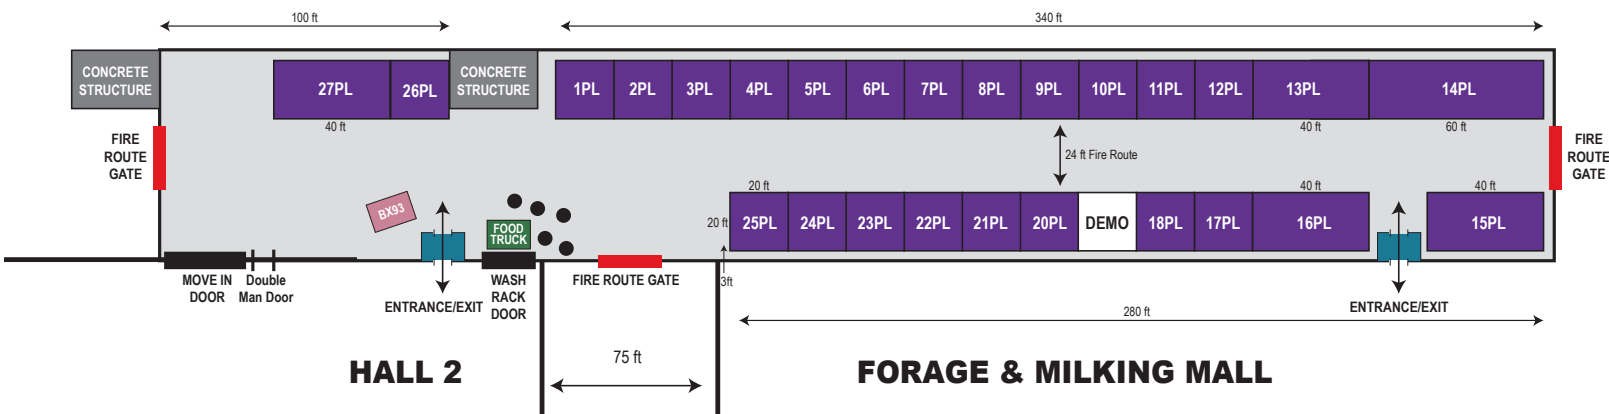 100 ft
340 ft
CONCRETE
STRUCTURE
27PL
26PL
CONCRETE
STRUCTURE
1PL
2PL
3PL
4PL
5PL
6PL
7PL
8PL
9PL
10PL
11PL
12PL
13PL
14PL
40 ft
40 ft
60 ft
FIRE
ROUTE
GATE
24 ft Fire Route
FIRE
ROUTE
GATE
20 ft
40 ft
40 ft
BX93
FOOD
TRUCK
20 ft
25PL
24PL
23PL
22PL
21PL
20PL
DEMO
18PL
17PL
16PL
15PL
MOVE IN
DOOR
Double
Man Door
ENTRANCE/EXIT
WASH
RACK
DOOR
FIRE ROUTE GATE
3ft
ENTRANCE/EXIT
280 ft
75 ft
HALL 2
FORAGE & MILKING MALL